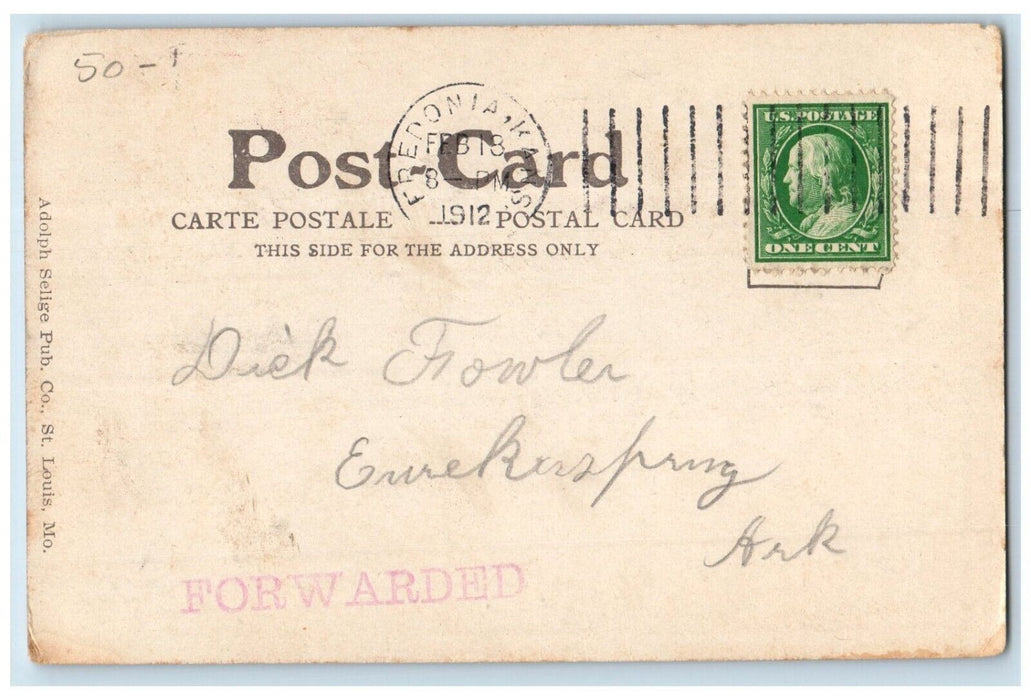 50-
FREDONIA, KANS.
FEB 13
8 - PM
1912
U.S. POSTAGE
ONE CENT
Post Card
CARTE POSTALE POSTAL CARD
THIS SIDE FOR THE ADDRESS ONLY
Adolph Selige Pub. Co., St. Louis, Mo.
Dick Fowler
Eurekaspring
Ark
FORWARDED